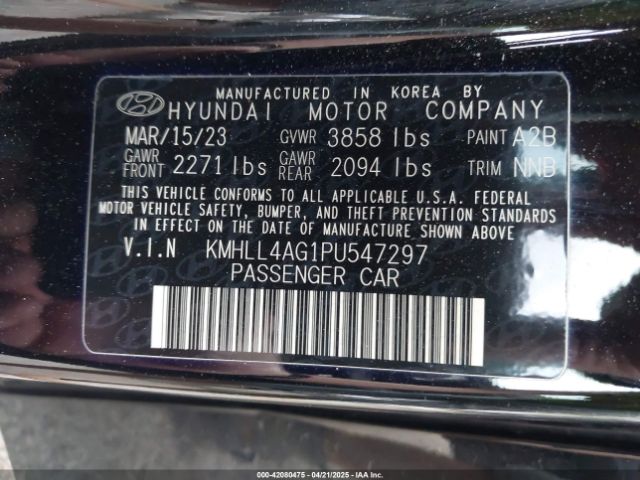 MANUFACTURED IN KOREA BY
HYUNDAI MOTOR COMPANY
MAR/15/23 GVWR 3858 lbs PAINT A2B
GAWR FRONT 2271 lbs GAWR REAR 2094 lbs TRIM NNB
THIS VEHICLE CONFORMS TO ALL APPLICABLE U.S.A. FEDERAL
MOTOR VEHICLE SAFETY, BUMPER, AND THEFT PREVENTION STANDARDS
IN EFFECT ON THE DATE OF MANUFACTURE SHOWN ABOVE.
V.I.N KMHLL4AG1PU547297
PASSENGER CAR
000-42080475 - 04/21/2025 - IAAI.COM